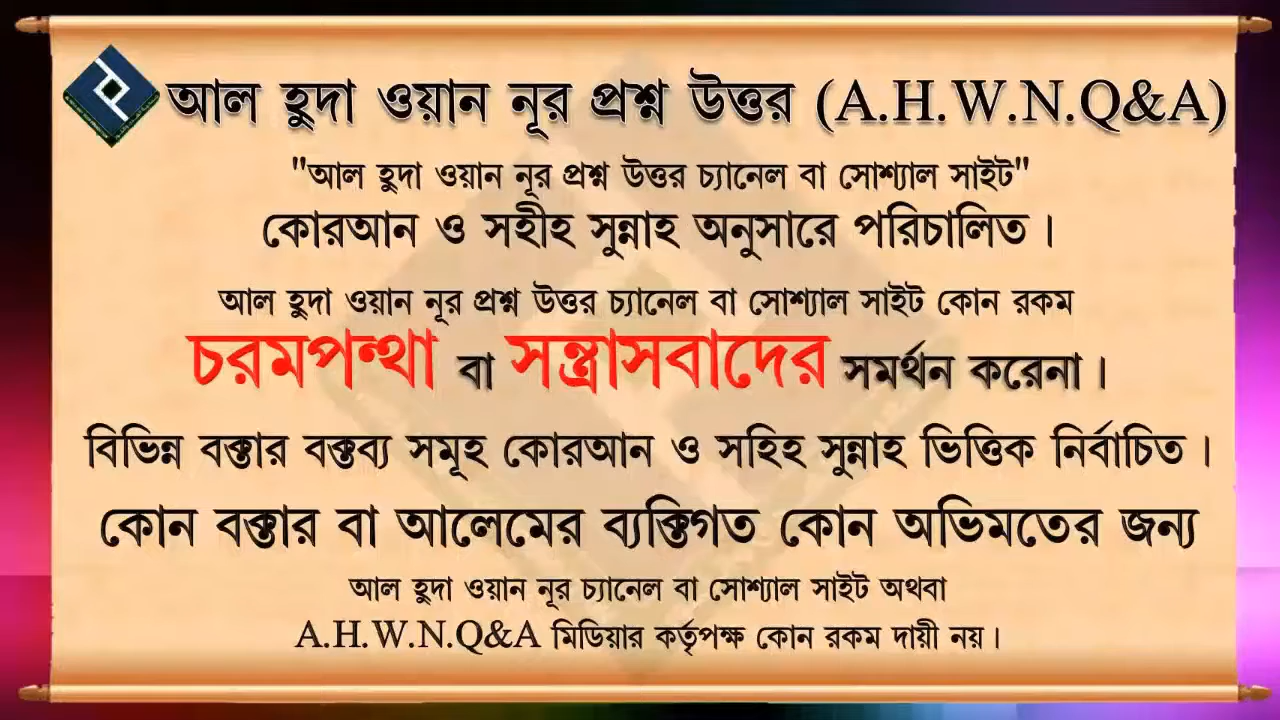 আল হুদা ওয়ান নূর প্রশ্ন উত্তর (A.H.W.N.Q&A)
"আল হুদা ওয়ান নূর প্রশ্ন উত্তর চ্যানেল বা সোশ্যাল সাইট"
কোরআন ও সহীহ সুন্নাহ অনুসারে পরিচালিত।
আল হুদা ওয়ান নূর প্রশ্ন উত্তর চ্যানেল বা সোশ্যাল সাইট কোন রকম
চরমপন্থা বা সন্ত্রাসবাদের সমর্থন করেনা।
বিভিন্ন বক্তার বক্তব্য সমূহ কোরআন ও সহিহ সুন্নাহ ভিত্তিক নির্বাচিত।
কোন বক্তার বা আলেমের ব্যক্তিগত কোন অভিমতের জন্য
আল হুদা ওয়ান নূর চ্যানেল বা সোশ্যাল সাইট অথবা
A.H.W.N.Q&A মিডিয়ার কর্তৃপক্ষ কোন রকম দায়ী নয়।